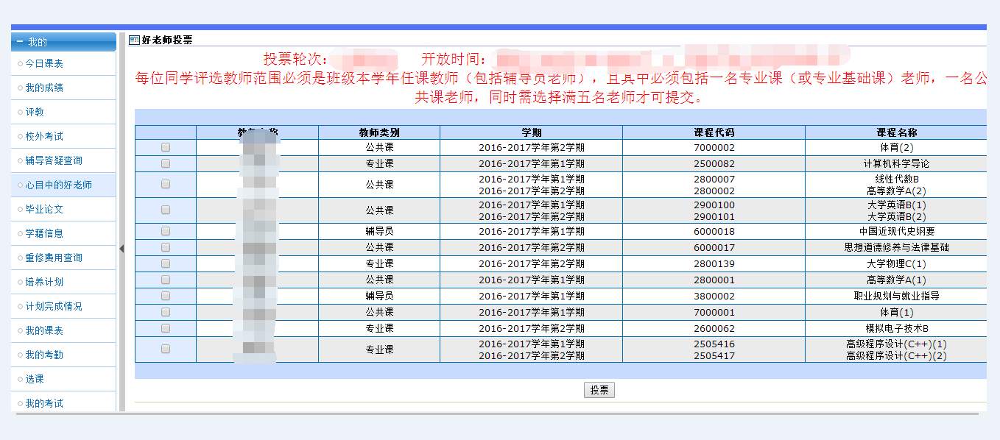 我的
今日课表
我的成绩
评教
校外考试
辅导答疑查询
心目中的好老师
毕业论文
学籍信息
重修费用查询
培养计划
计划完成情况
我的课表
我的考勤
选课
我的考试
好老师投票
投票轮次: 开放时间:
每位同学评选教师范围必须是班级本学年任课教师（包括辅导员老师），且其中必须包括一名专业课（或专业基础课）老师，一名公
共课老师，同时需选择满五名老师才可提交。
教师类别 学期 课程代码 课程名称
公共课 2016-2017学年第2学期 7000002 体育(2)
专业课 2016-2017学年第1学期 2500082 计算机科学导论
公共课 2016-2017学年第1学期 2800007 线性代数B
2016-2017学年第2学期 2800002 高等数学A(2)
公共课 2016-2017学年第1学期 2900100 大学英语B(1)
2016-2017学年第2学期 2900101 大学英语B(2)
辅导员 2016-2017学年第1学期 6000018 中国近现代史纲要
公共课 2016-2017学年第2学期 6000017 思想道德修养与法律基础
专业课 2016-2017学年第2学期 2800139 大学物理C(1)
公共课 2016-2017学年第1学期 2800001 高等数学A(1)
辅导员 2016-2017学年第1学期 3800002 职业规划与就业指导
公共课 2016-2017学年第1学期 7000001 体育(1)
专业课 2016-2017学年第2学期 2600062 模拟电子技术B
专业课 2016-2017学年第1学期 2505416 高级程序设计(C++)(1)
2016-2017学年第2学期 2505417 高级程序设计(C++)(2)
投票